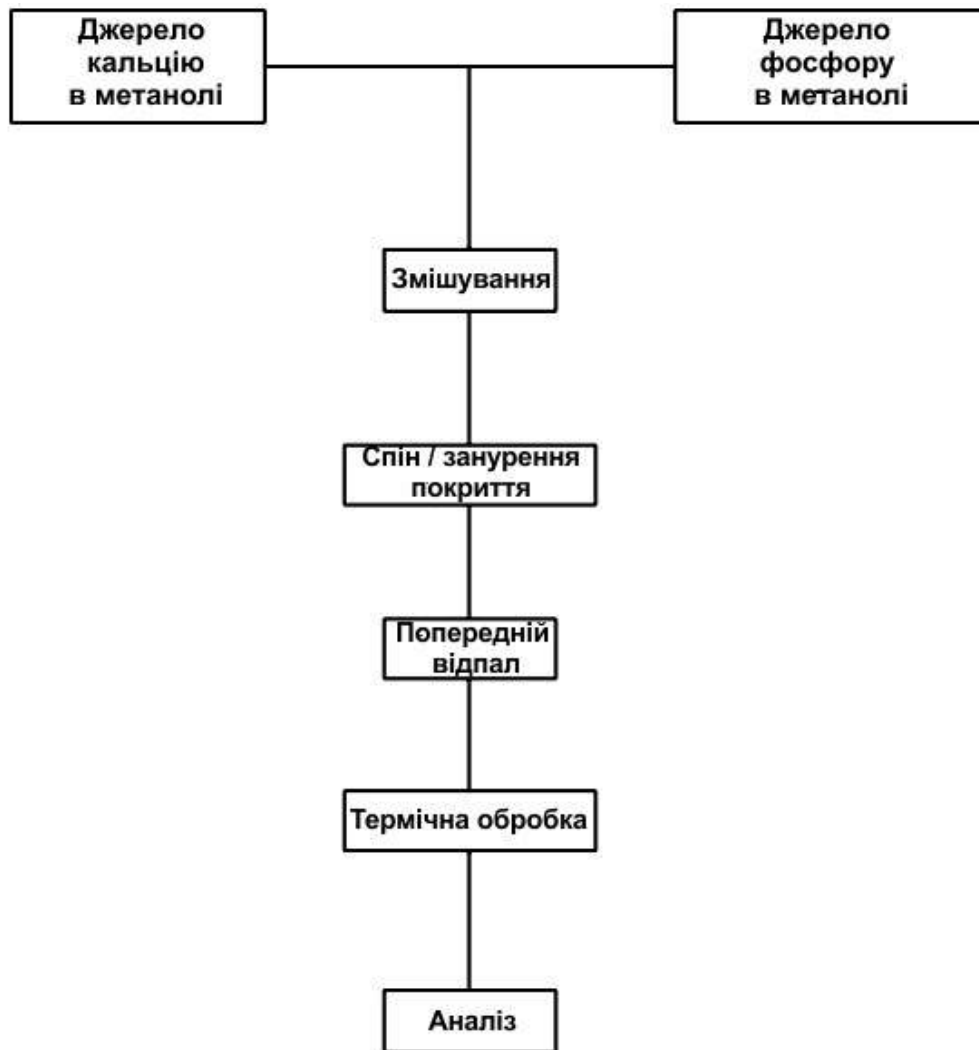 Джерело
кальцію
в метанолі
Джерело
фосфору
в метанолі
Змішування
Спін / занурення
покриття
Попередній
відпал
Термічна обробка
Аналіз